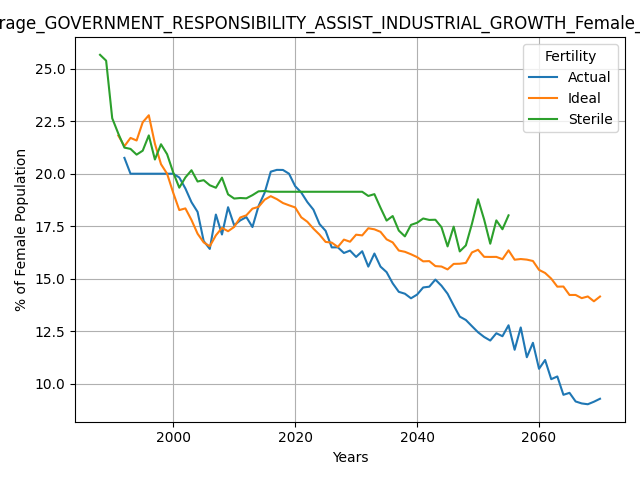 rage_GOVERNMENT_RESPONSIBILITY_ASSIST_INDUSTRIAL_GROWTH_Female_
Fertility
Actual
Ideal
Sterile
% of Female Population
25.0
22.5
20.0
17.5
15.0
12.5
10.0
2000
2020
2040
2060
Years